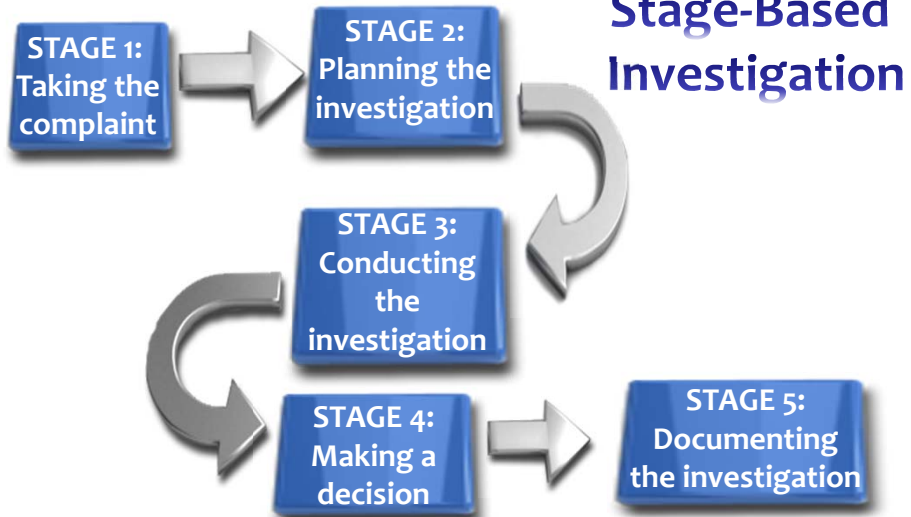 Stage-Based
Investigation
STAGE 1:
Taking the
complaint
STAGE 2:
Planning the
investigation
STAGE 3:
Conducting
the
investigation
STAGE 4:
Making a
decision
STAGE 5:
Documenting
the investigation